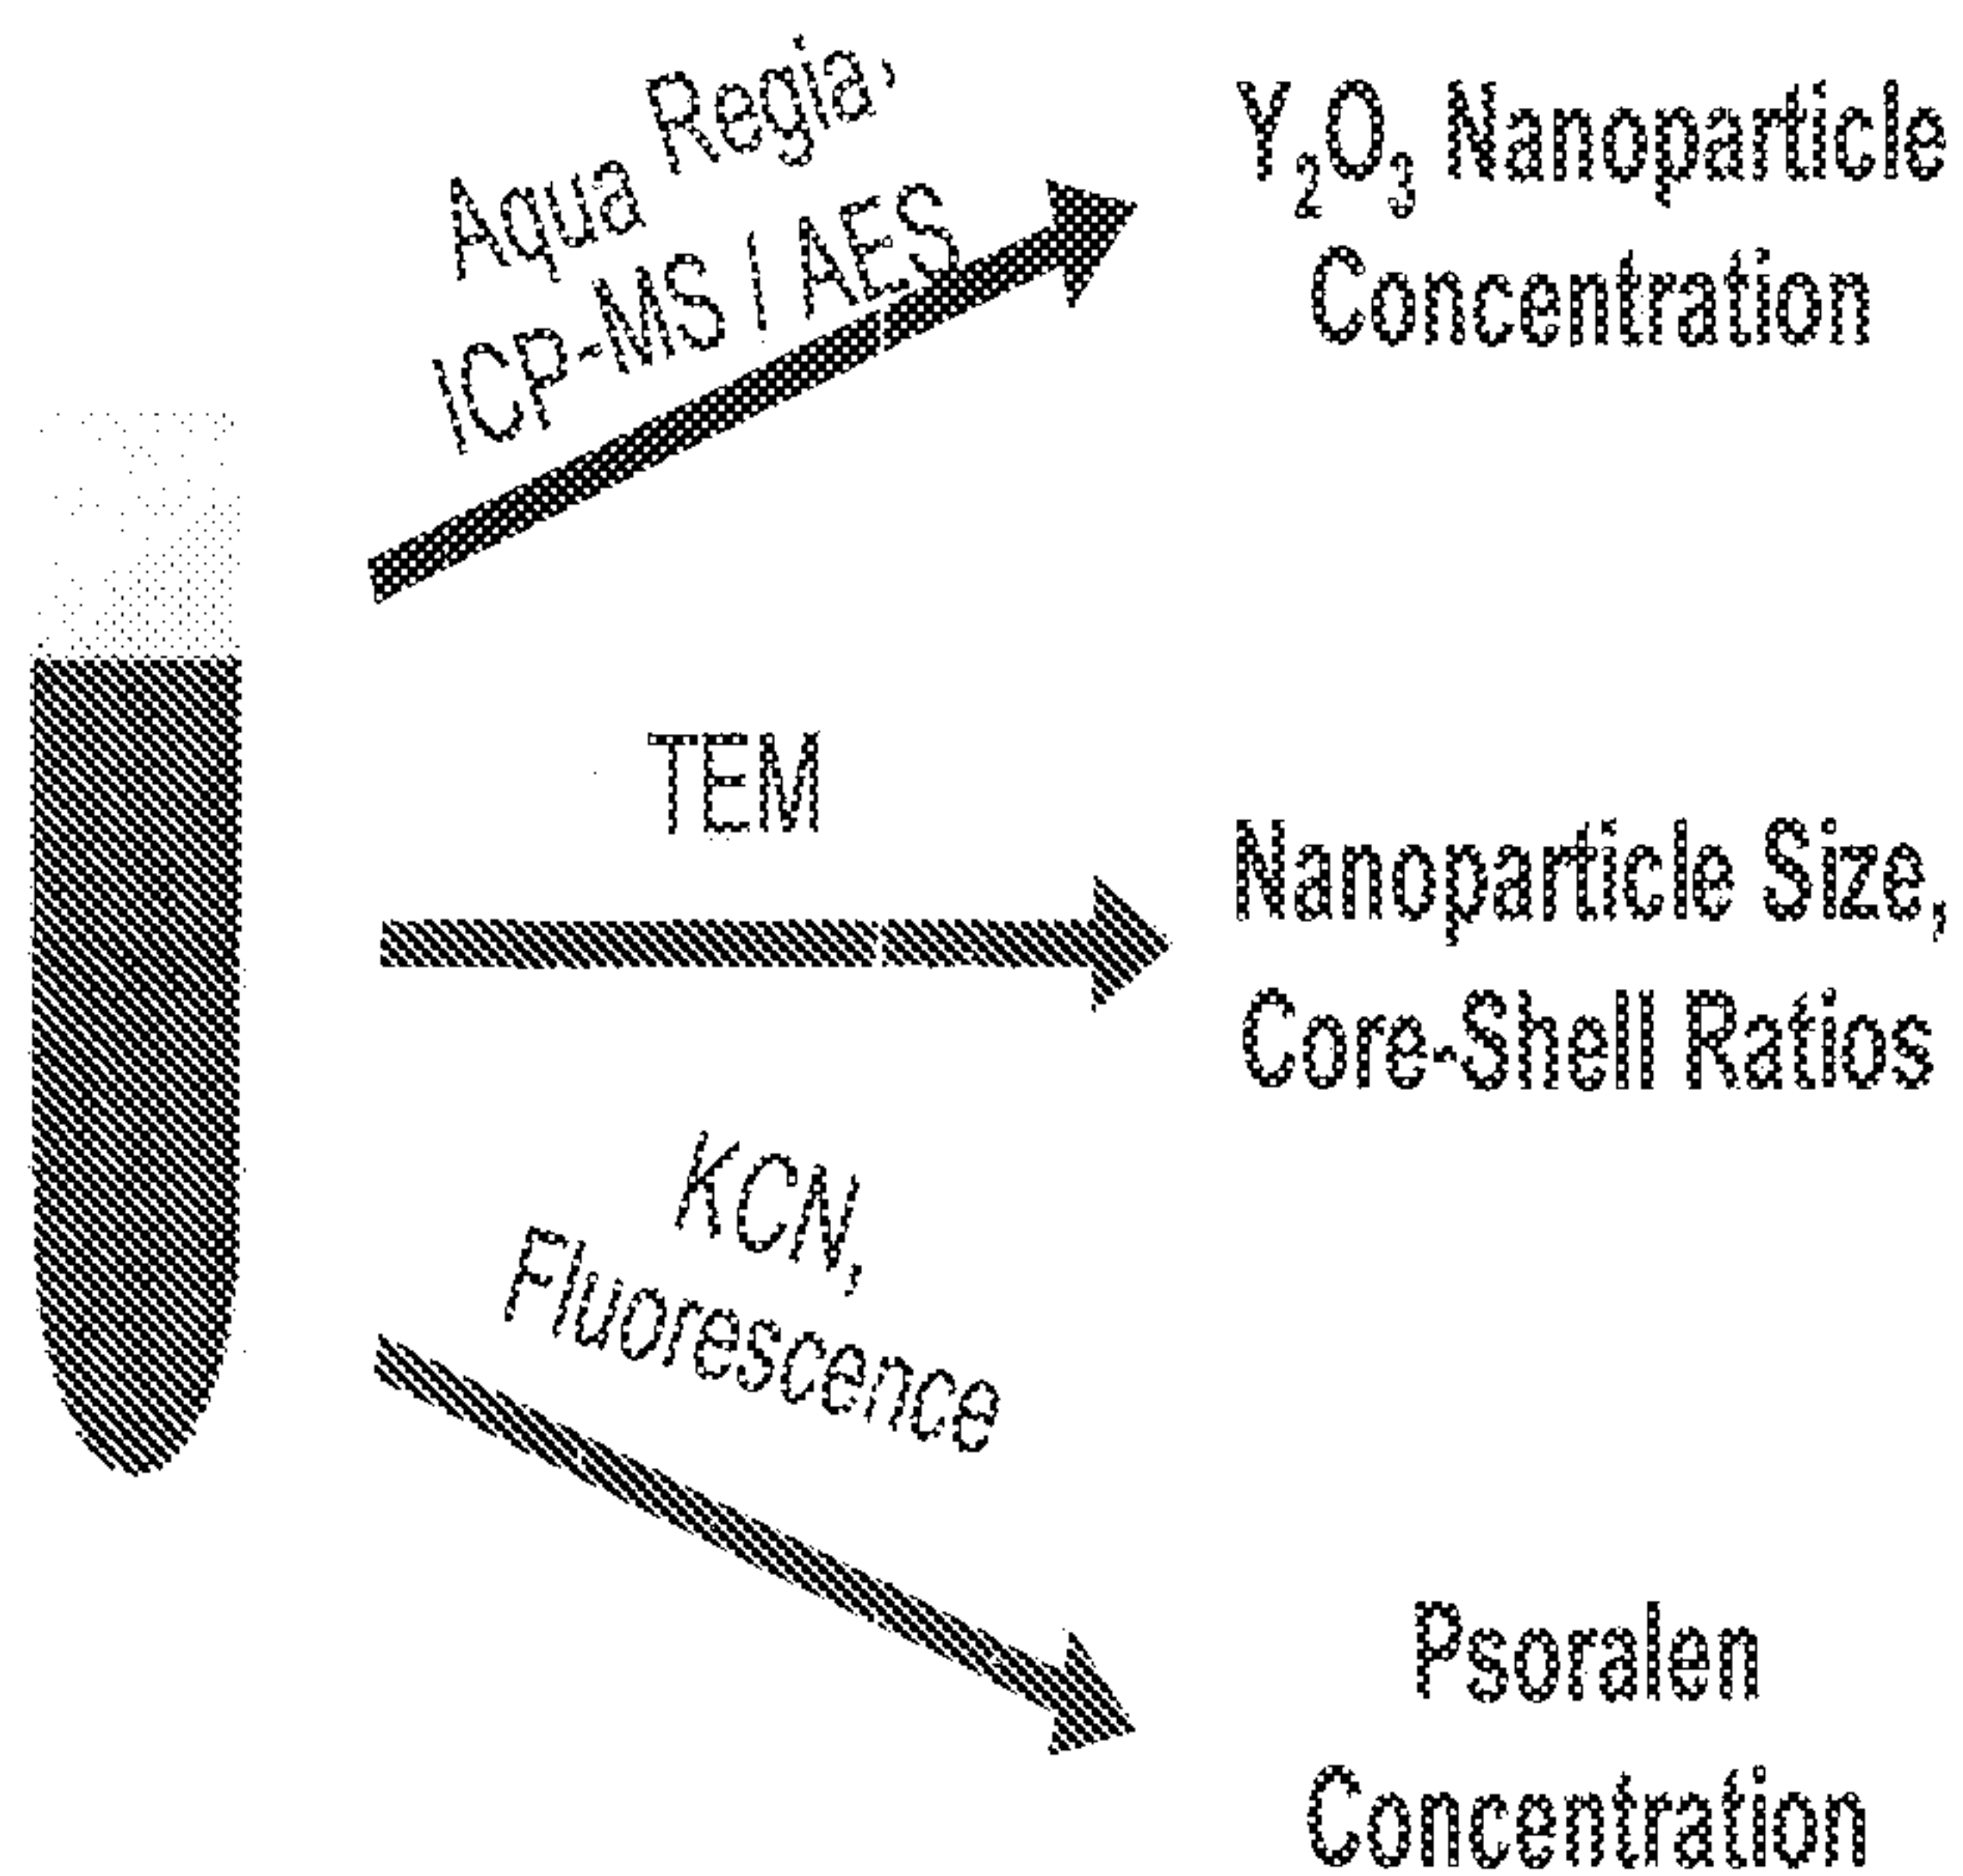 Aqua Regia,
ICP-MS / AES
Y₂O₃ Nanoparticle
Concentration
TEM
Nanoparticle Size,
Core-Shell Ratios
KCN,
Fluorescence
Psoralen
Concentration